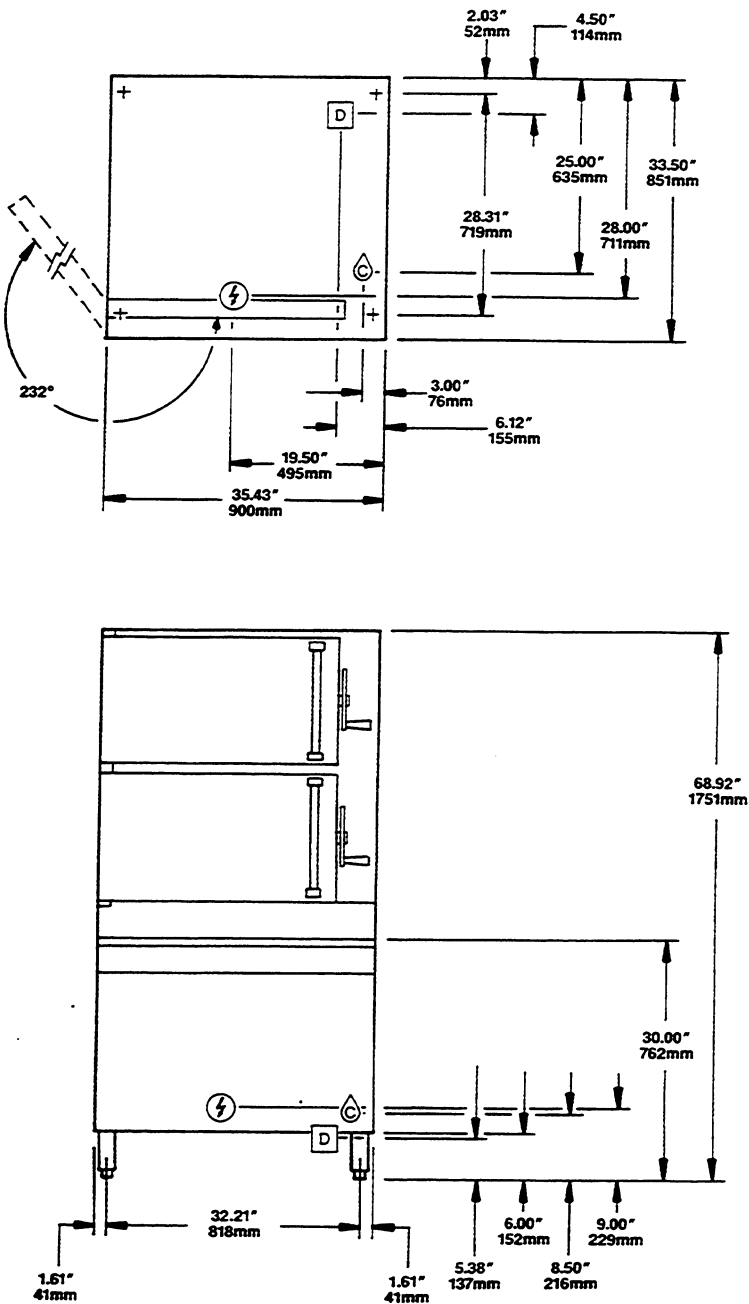 2.03″
52mm
4.50″
114mm
D
25.00″
635mm
33.50″
851mm
28.31″
719mm
28.00″
711mm
C
232°
3.00″
76mm
6.12″
155mm
19.50″
495mm
35.43″
900mm
68.92″
1751mm
30.00″
762mm
C
D
32.21″
818mm
6.00″
152mm
9.00″
229mm
1.61″
41mm
1.61″
41mm
5.38″
137mm
8.50″
216mm